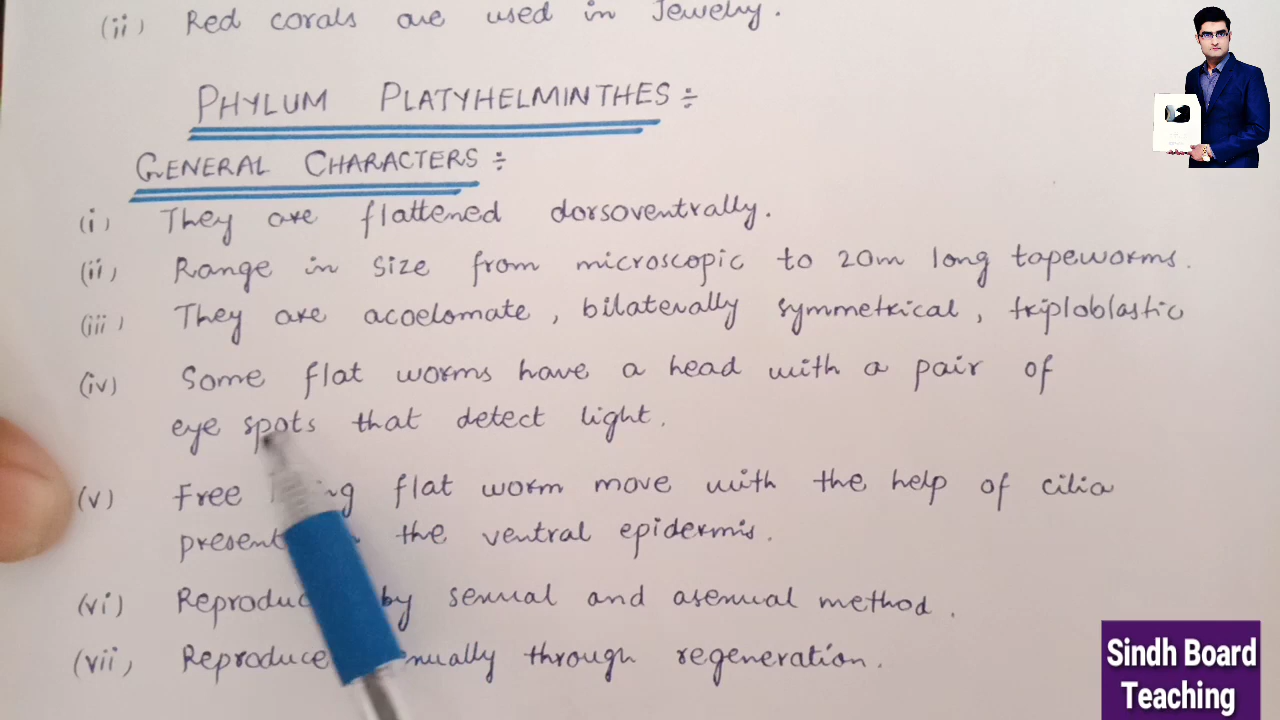 (ii) Red corals are used in Jewelry.
PHYLUM PLATYHELMINTHES ÷
GENERAL CHARACTERS ÷
(i) They are flattened dorsoventrally.
(ii) Range in size from microscopic to 20m long tapeworms.
(iii) They are acoelomate, bilaterally symmetrical, triploblastic
(iv) Some flat worms have a head with a pair of
eye spots that detect light.
(v) Free flat worm move with the help of cilia
present the ventral epidermis.
(vi) by sexual and asexual method.
(vii) Reproduce through regeneration.
Sindh Board
Teaching